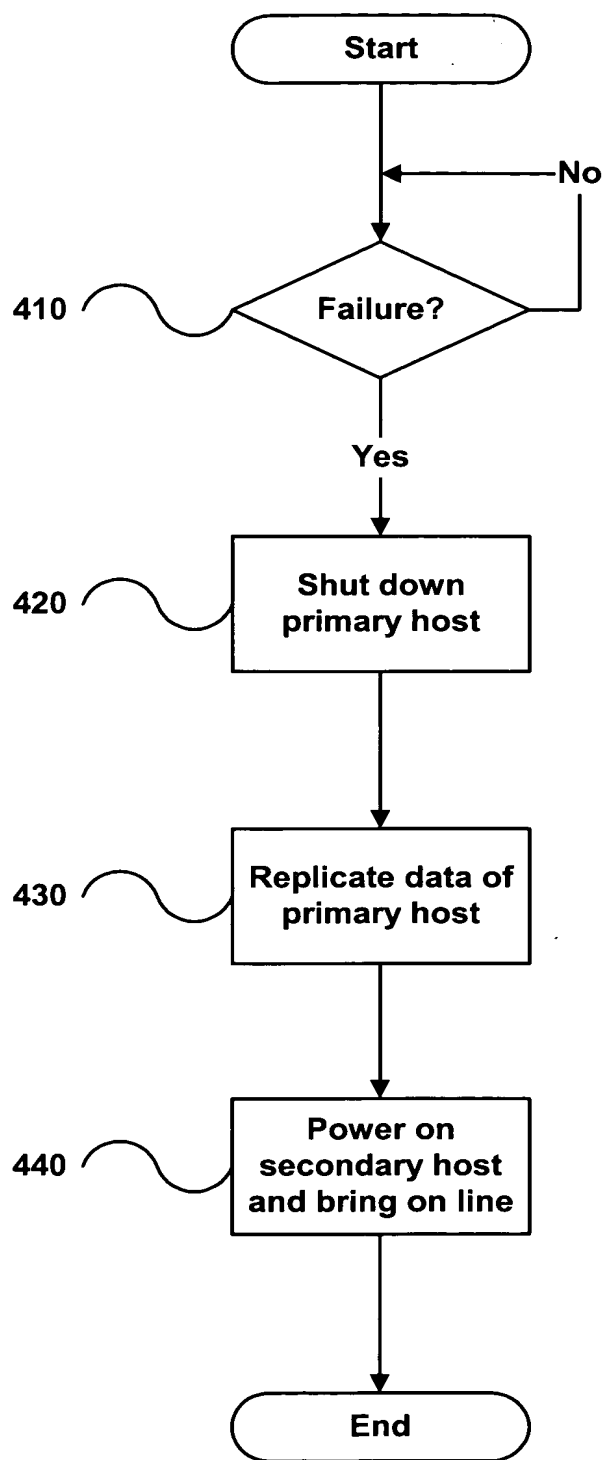 Start
No
410
Failure?
Yes
420
Shut down
primary host
430
Replicate data of
primary host
440
Power on
secondary host
and bring on line
End